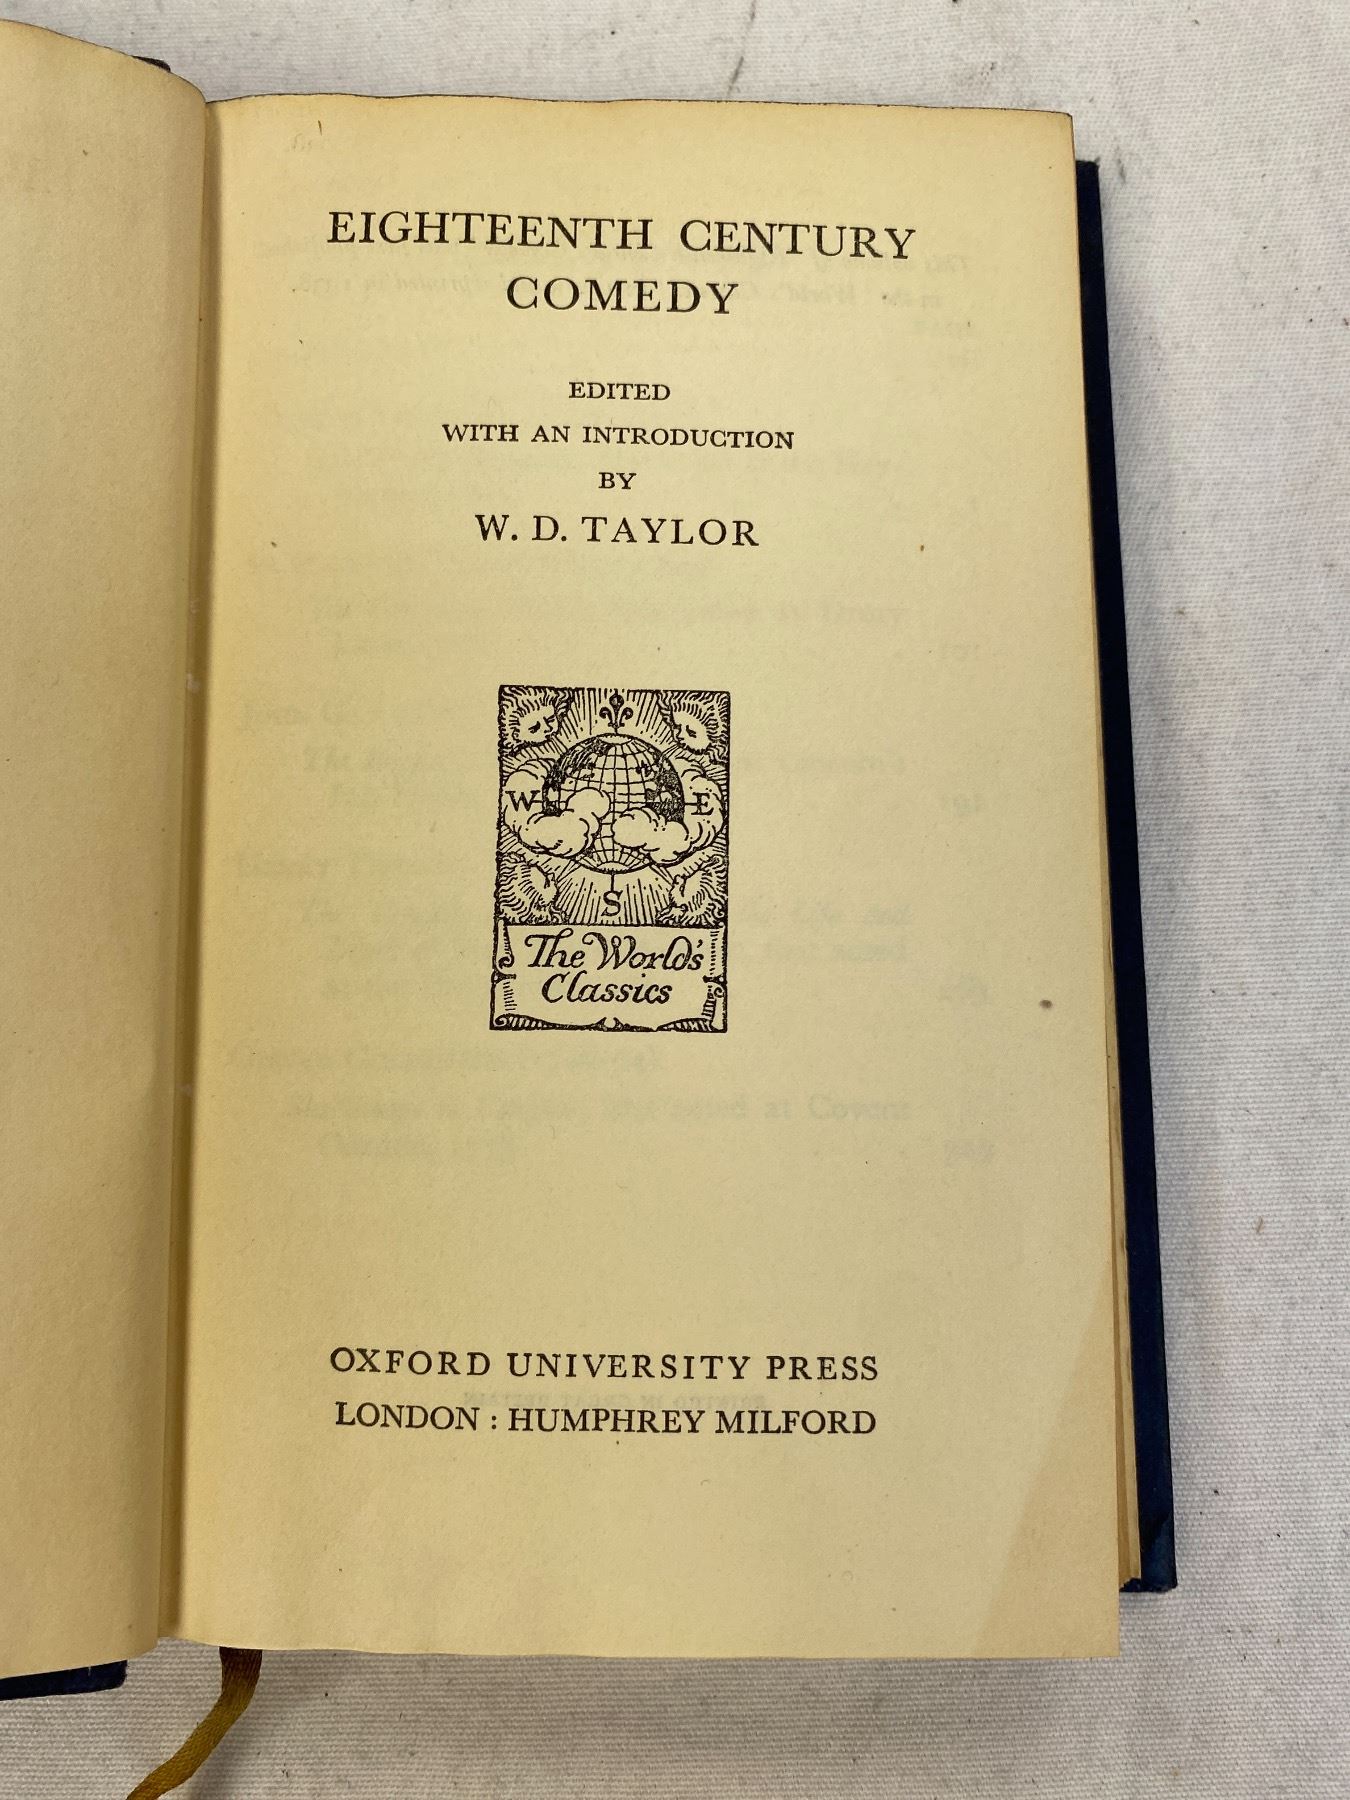 EIGHTEENTH CENTURY
COMEDY
EDITED
WITH AN INTRODUCTION
BY
W. D. TAYLOR
W E
S
The World's
Classics
OXFORD UNIVERSITY PRESS
LONDON : HUMPHREY MILFORD